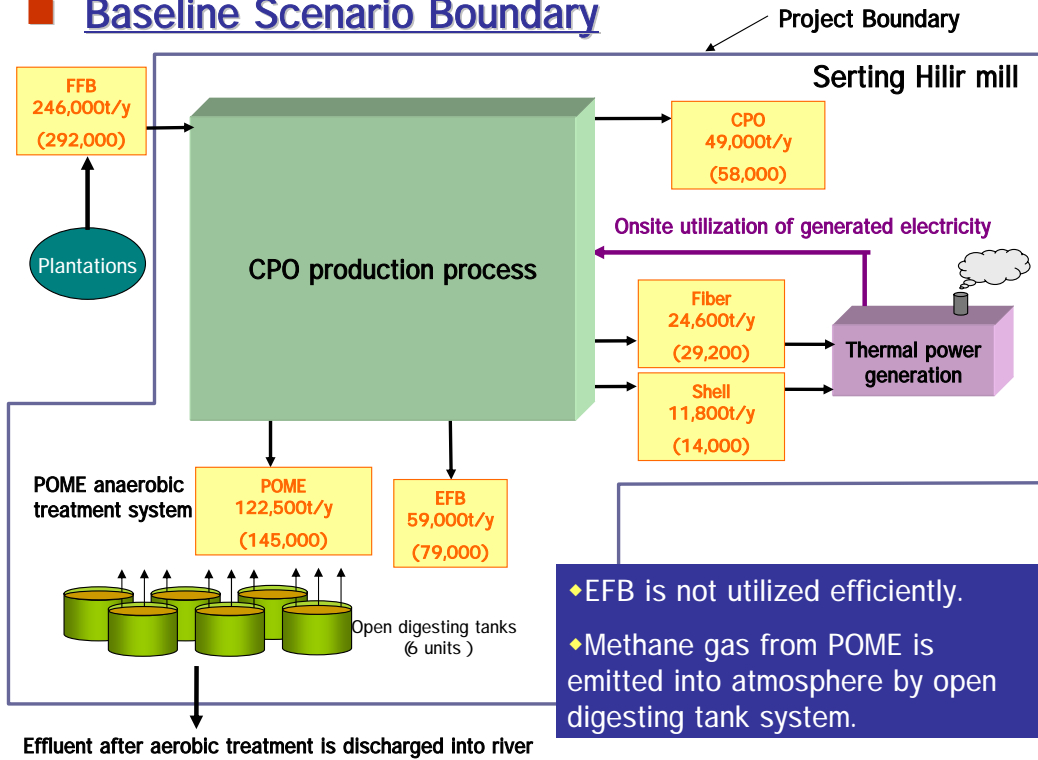 Baseline Scenario Boundary
Project Boundary
Serting Hilir mill
FFB
246,000t/y
(292,000)
Plantations
CPO production process
CPO
49,000t/y
(58,000)
Onsite utilization of generated electricity
Fiber
24,600t/y
(29,200)
Shell
11,800t/y
(14,000)
Thermal power
generation
POME anaerobic
treatment system
POME
122,500t/y
(145,000)
EFB
59,000t/y
(79,000)
Open digesting tanks
(6 units )
Effluent after aerobic treatment is discharged into river
◆EFB is not utilized efficiently.
◆Methane gas from POME is
emitted into atmosphere by open
digesting tank system.